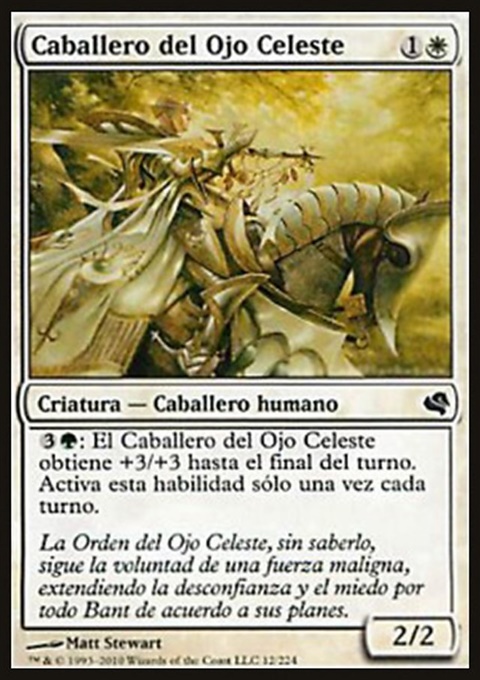 Caballero del Ojo Celeste 1
Criatura — Caballero humano
3: El Caballero del Ojo Celeste
obtiene +3/+3 hasta el final del turno.
Activa esta habilidad sólo una vez cada
turno.
La Orden del Ojo Celeste, sin saberlo,
sigue la voluntad de una fuerza maligna,
extendiendo la desconfianza y el miedo por
todo Bant de acuerdo a sus planes.
2/2
Matt Stewart
™ & © 1993–2010 Wizards of the Coast LLC 12/224